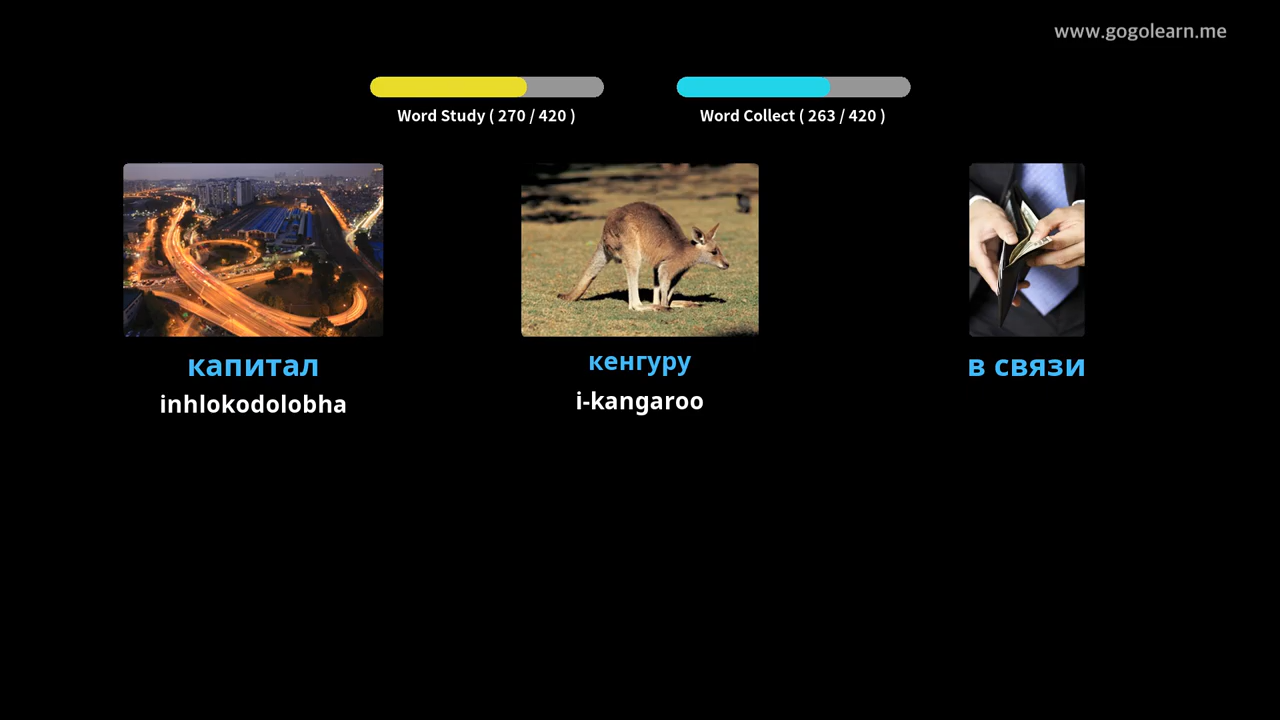 www.gogolearn.me
Word Study ( 270 / 420 )
Word Collect ( 263 / 420 )
капитал
inhlokodolobha
кенгуру
i-kangaroo
в связи